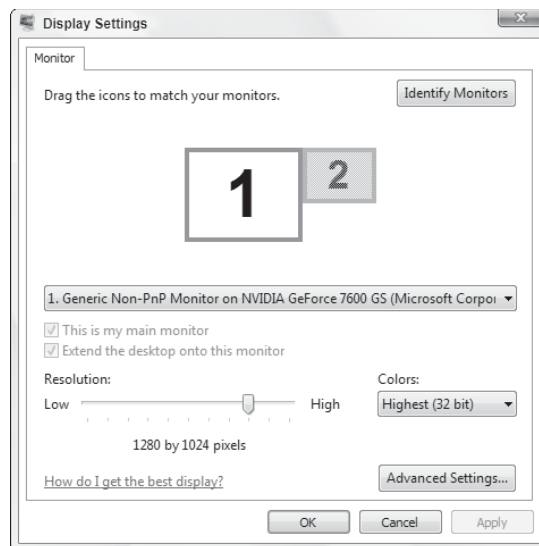 Display Settings
Monitor
Drag the icons to match your monitors.
Identify Monitors
1
2
1. Generic Non-PnP Monitor on NVIDIA GeForce 7600 GS (Microsoft Corpor
This is my main monitor
Extend the desktop onto this monitor
Resolution:
Colors:
Low
High
Highest (32 bit)
1280 by 1024 pixels
How do I get the best display?
Advanced Settings...
OK
Cancel
Apply